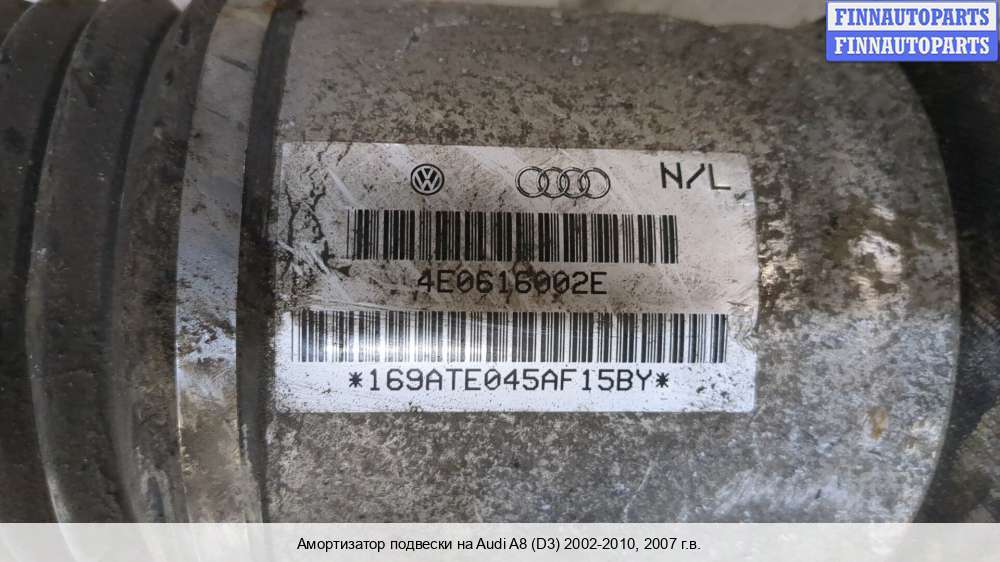 FINNAUTOPARTS
FINNAUTOPARTS
N/L
4E0616002E
*169ATE045AF15BY*
Амортизатор подвески на Audi A8 (D3) 2002-2010, 2007 г.в.